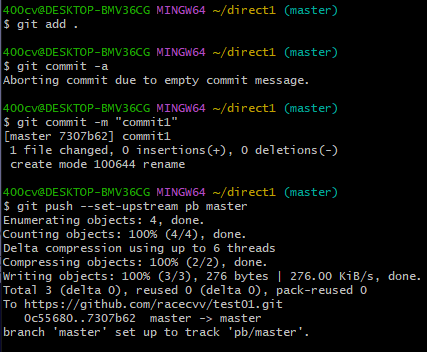 400cv@DESKTOP-BMV36CG MINGW64 ~/direct1 (master)
$ git add .
400cv@DESKTOP-BMV36CG MINGW64 ~/direct1 (master)
$ git commit -a
Aborting commit due to empty commit message.
400cv@DESKTOP-BMV36CG MINGW64 ~/direct1 (master)
$ git commit -m "commit1"
[master 7307b62] commit1
 1 file changed, 0 insertions(+), 0 deletions(-)
 create mode 100644 rename
400cv@DESKTOP-BMV36CG MINGW64 ~/direct1 (master)
$ git push --set-upstream pb master
Enumerating objects: 4, done.
Counting objects: 100% (4/4), done.
Delta compression using up to 6 threads
Compressing objects: 100% (2/2), done.
Writing objects: 100% (3/3), 276 bytes | 276.00 KiB/s, done.
Total 3 (delta 0), reused 0 (delta 0), pack-reused 0
To https://github.com/racecvv/test01.git
   0c55680..7307b62  master -> master
branch 'master' set up to track 'pb/master'.